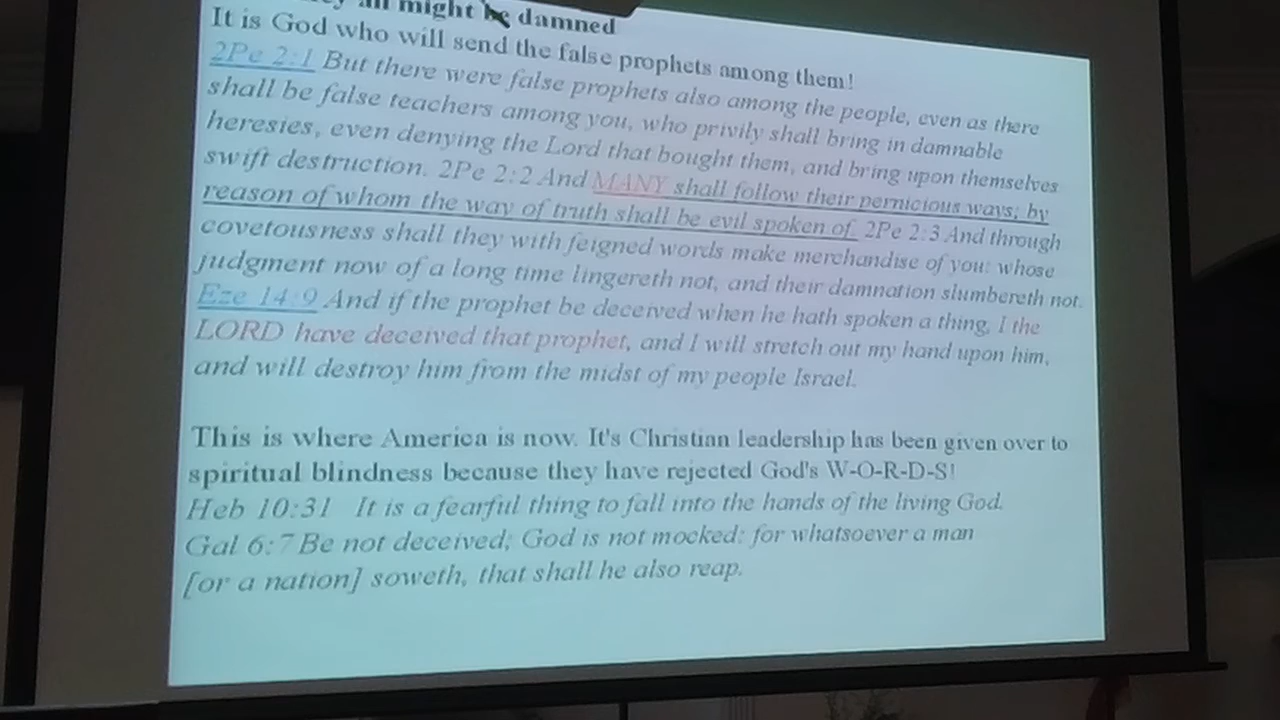 all might be damned
It is God who will send the false prophets among them!
2Pe 2:1 But there were false prophets also among the people, even as there
shall be false teachers among you, who privily shall bring in damnable
heresies, even denying the Lord that bought them, and bring upon themselves
swift destruction. 2Pe 2:2 And MANY shall follow their pernicious ways; by
reason of whom the way of truth shall be evil spoken of. 2Pe 2:3 And through
covetousness shall they with feigned words make merchandise of you: whose
judgment now of a long time lingereth not, and their damnation slumbereth not.
Eze 14:9 And if the prophet be deceived when he hath spoken a thing, I the
LORD have deceived that prophet, and I will stretch out my hand upon him,
and will destroy him from the midst of my people Israel.
This is where America is now. It's Christian leadership has been given over to
spiritual blindness because they have rejected God's W-O-R-D-S!
Heb 10:31 It is a fearful thing to fall into the hands of the living God.
Gal 6:7 Be not deceived; God is not mocked: for whatsoever a man
[or a nation] soweth, that shall he also reap.